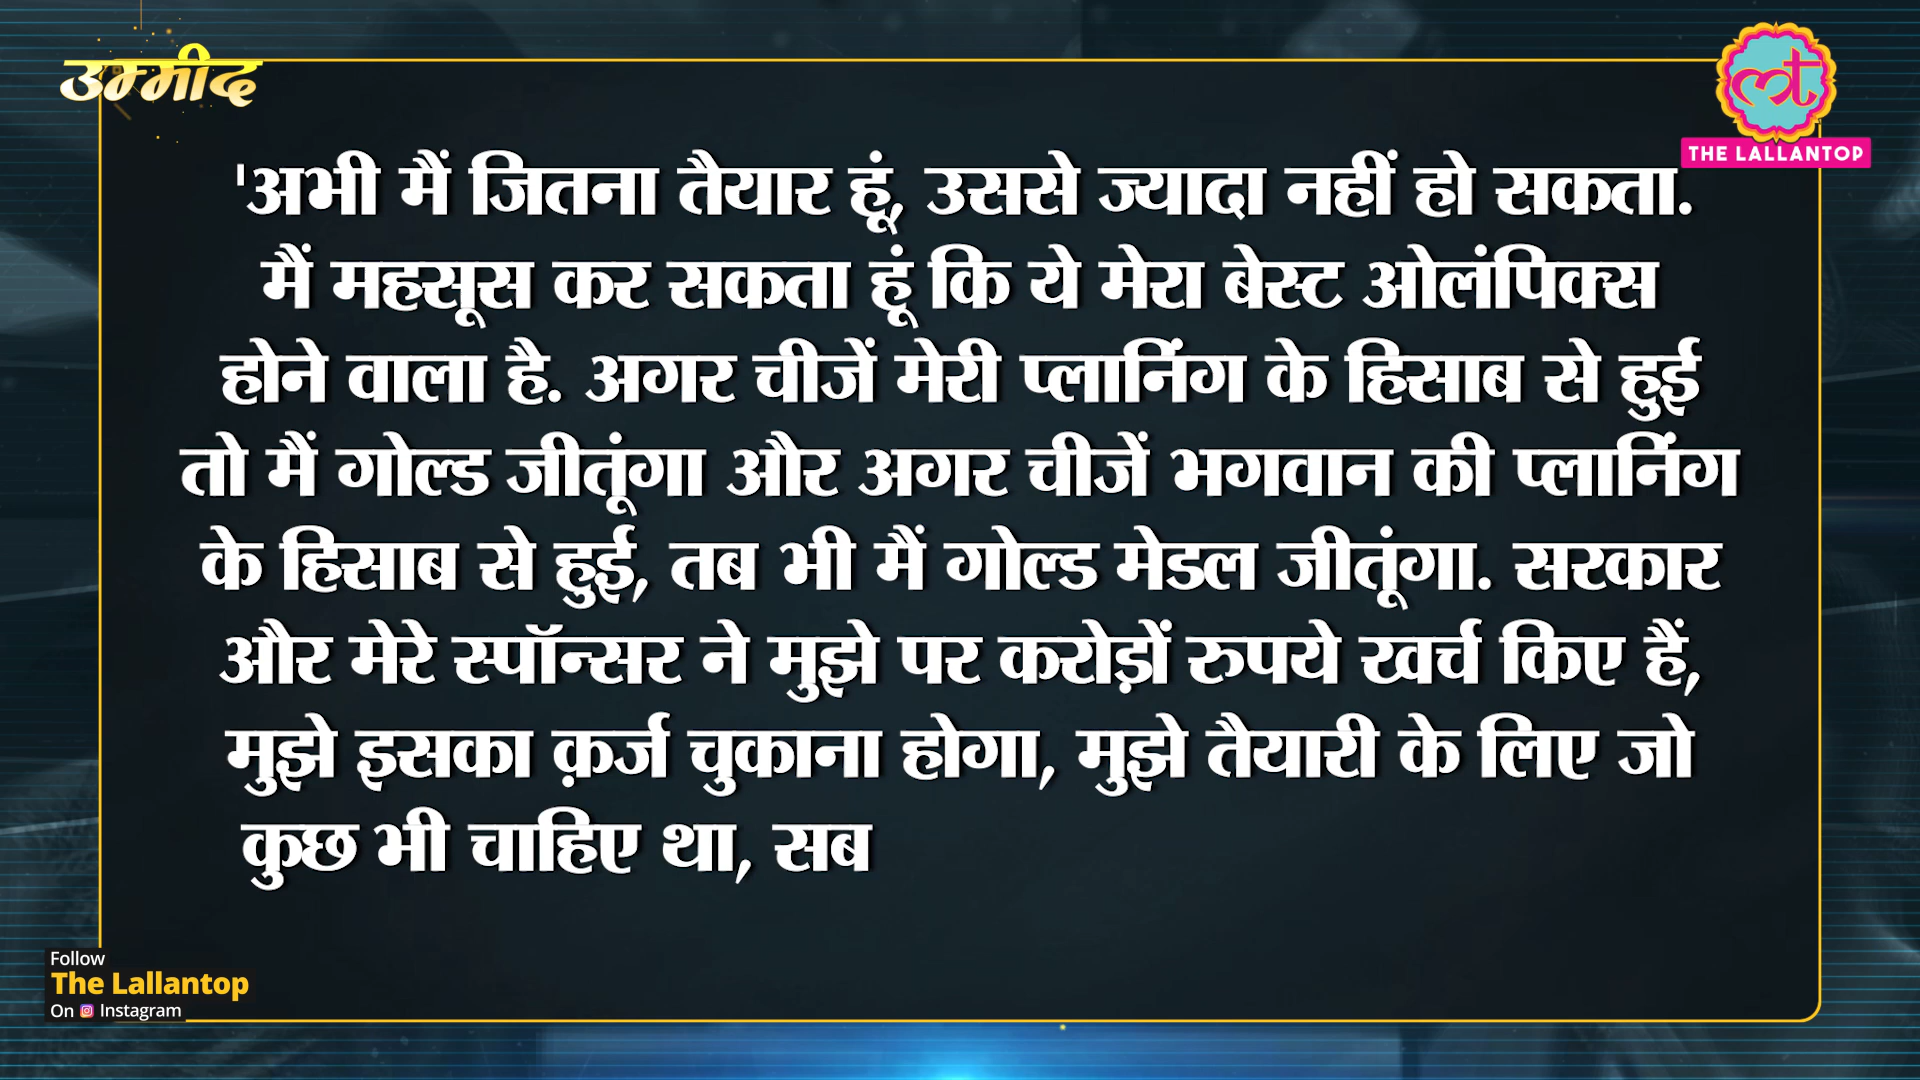 उम्मीद
THE LALLANTOP
'अभी मैं जितना तैयार हूं, उससे ज्यादा नहीं हो सकता.
मैं महसूस कर सकता हूं कि ये मेरा बेस्ट ओलंपिक्स
होने वाला है. अगर चीजें मेरी प्लानिंग के हिसाब से हुई
तो मैं गोल्ड जीतूंगा और अगर चीजें भगवान की प्लानिंग
के हिसाब से हुई, तब भी मैं गोल्ड मेडल जीतूंगा. सरकार
और मेरे स्पॉन्सर ने मुझे पर करोड़ों रुपये खर्च किए हैं,
मुझे इसका क़र्ज चुकाना होगा, मुझे तैयारी के लिए जो
कुछ भी चाहिए था, सब
Follow
The Lallantop
On Instagram